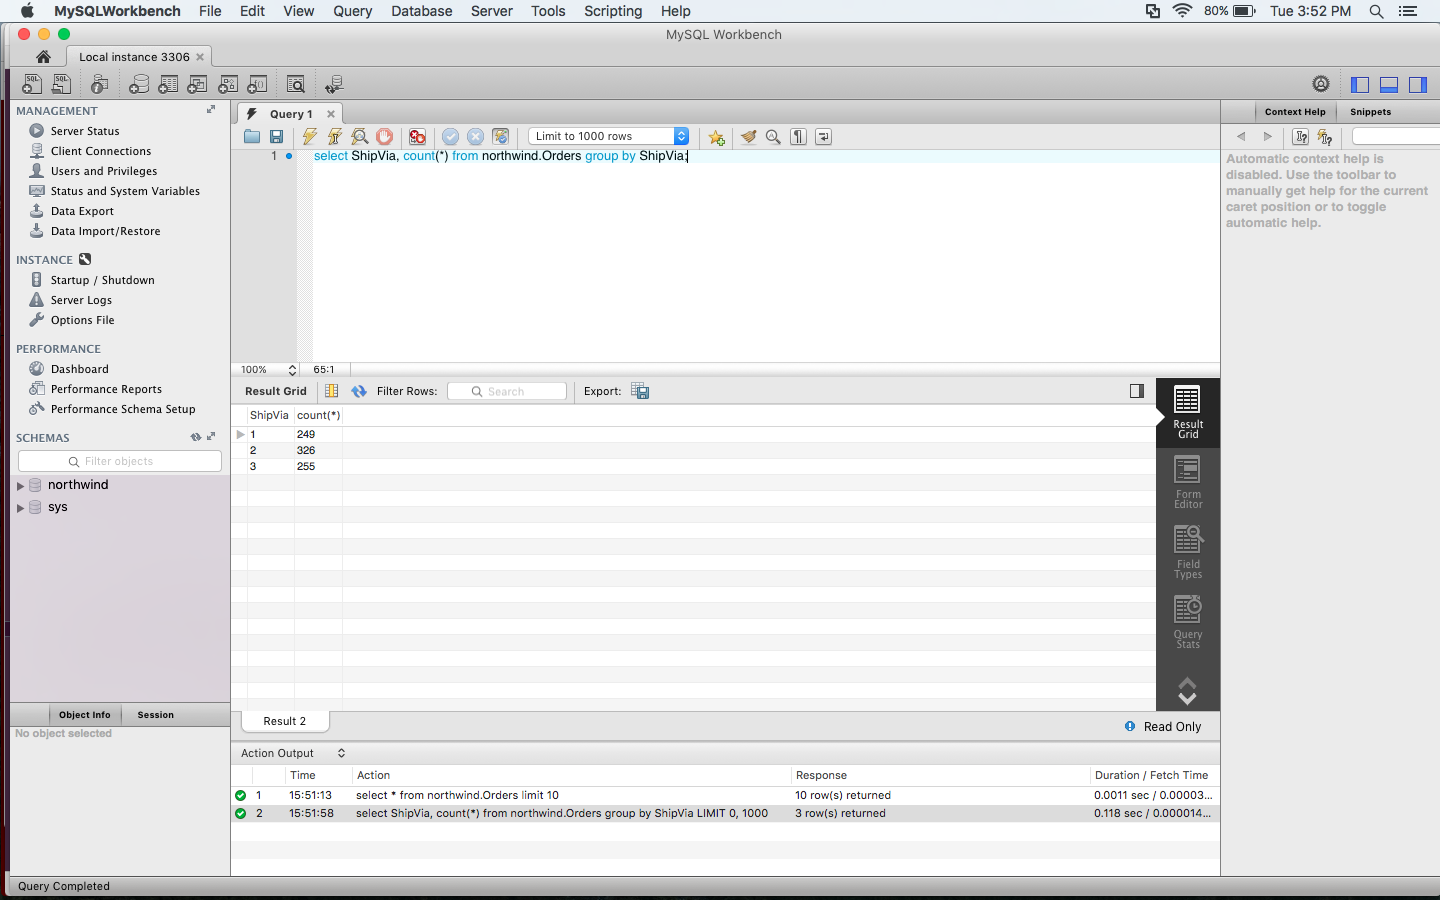 MySQLWorkbench File Edit View Query Database Server Tools Scripting Help 80% Tue 3:52 PM
MySQL Workbench
Local instance 3306
MANAGEMENT
Server Status
Client Connections
Users and Privileges
Status and System Variables
Data Export
Data Import/Restore
INSTANCE
Startup / Shutdown
Server Logs
Options File
PERFORMANCE
Dashboard
Performance Reports
Performance Schema Setup
SCHEMAS
Filter objects
northwind
sys
Object Info Session
No object selected
Query 1
Limit to 1000 rows
1 select ShipVia, count(*) from northwind.Orders group by ShipVia;
100% 65:1
Result Grid Filter Rows: Search Export:
ShipVia count(*)
1 249
2 326
3 255
Result Grid
Form Editor
Field Types
Query Stats
Result 2
Read Only
Action Output
Time Action Response Duration / Fetch Time
1 15:51:13 select * from northwind.Orders limit 10 10 row(s) returned 0.0011 sec / 0.00003...
2 15:51:58 select ShipVia, count(*) from northwind.Orders group by ShipVia LIMIT 0, 1000 3 row(s) returned 0.118 sec / 0.000014...
Context Help Snippets
Automatic context help is
disabled. Use the toolbar to
manually get help for the current
caret position or to toggle
automatic help.
Query Completed